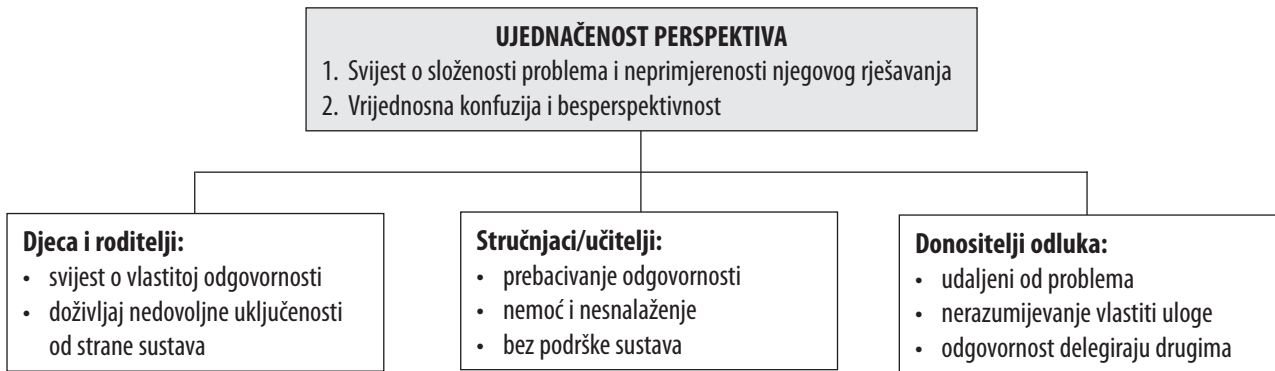 UJEDNAČENOST PERSPEKTIVA
1. Svijest o složenosti problema i neprimjerenosti njegovog rješavanja
2. Vrijednosna konfuzija i besperspektivnost
Djeca i roditelji:
• svijest o vlastitoj odgovornosti
• doživljaj nedovoljne uključenosti
od strane sustava
Stručnjaci/učitelji:
• prebacivanje odgovornosti
• nemoć i nesnalaženje
• bez podrške sustava
Donositelji odluka:
• udaljeni od problema
• nerazumijevanje vlastiti uloge
• odgovornost delegiraju drugima